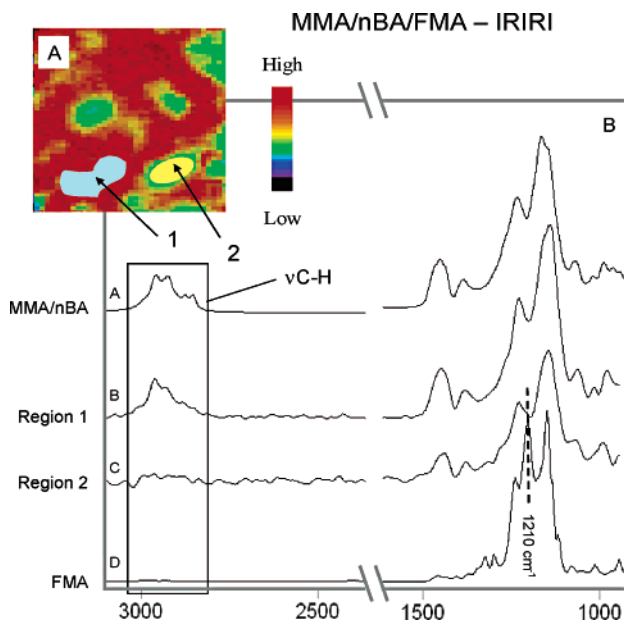 MMA/nBA/FMA – IRIRI
A
High
Low
B
1
2
νC-H
A
MMA/nBA
B
Region 1
C
Region 2
D
FMA
1210 cm-1
3000 2500 1500 1000